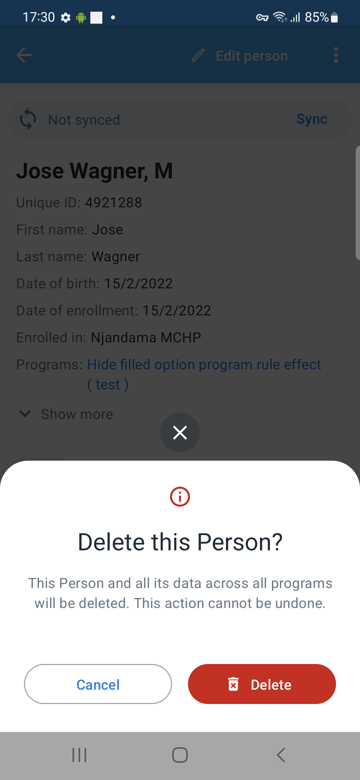 17:30
85%
Edit person
Not synced
Sync
Jose Wagner, M
Unique ID: 4921288
First name: Jose
Last name: Wagner
Date of birth: 15/2/2022
Date of enrollment: 15/2/2022
Enrolled in: Njandama MCHP
Programs: Hide filled option program rule effect
( test )
Show more
Delete this Person?
This Person and all its data across all programs
will be deleted. This action cannot be undone.
Cancel
Delete